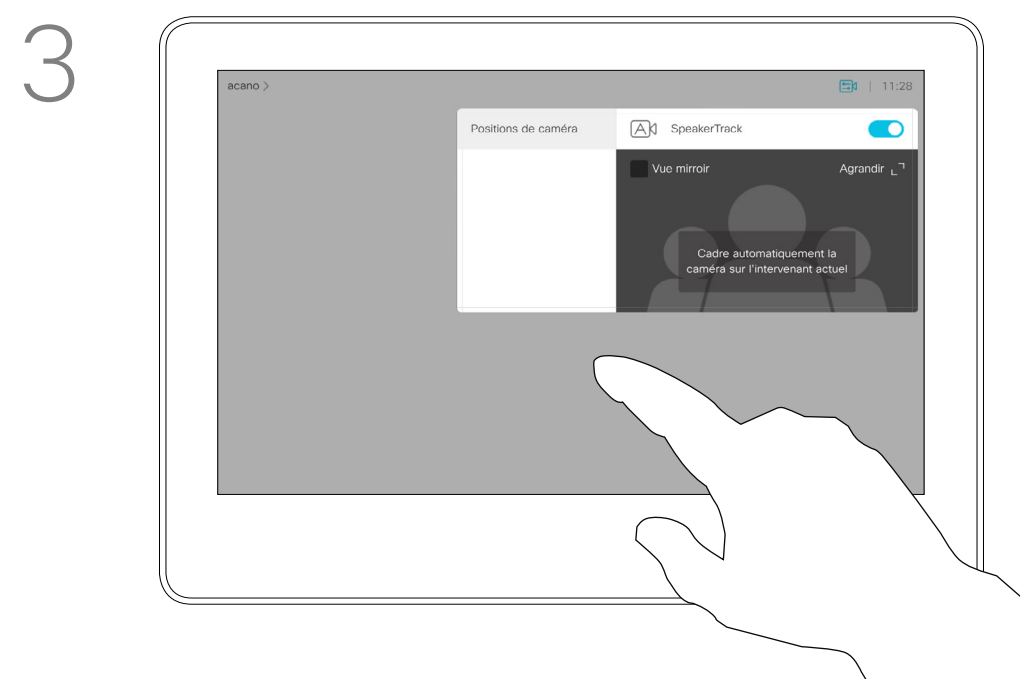 3
acano >
| 11:28
Positions de caméra
A SpeakerTrack
Vue mirroir
Agrandir
Cadre automatiquement la
caméra sur l'intervenant actuel